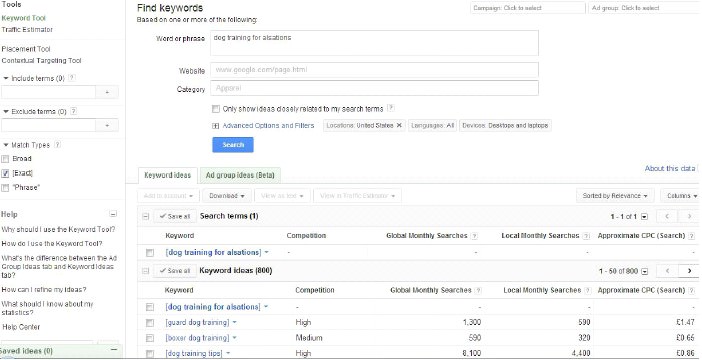 Tools
Keyword Tool
Traffic Estimator
Placement Tool
Contextual Targeting Tool
Include terms (0) ?
+
Exclude terms (0) ?
+
Match Types ?
Broad
[Exact]
"Phrase"
Help
Why should I use the Keyword Tool?
How do I use the Keyword Tool?
What's the difference between the Ad
Group Ideas tab and Keyword Ideas
tab?
How can I refine my ideas?
What should I know about my
statistics?
Help Center
Saved ideas (0)
Find keywords
Based on one or more of the following:
Campaign: Click to select
Ad group: Click to select
Word or phrase
dog training for alsations
Website
www.google.com/page.html
Category
Apparel
Only show ideas closely related to my search terms ?
Advanced Options and Filters
Locations: United States ×
Languages: All
Devices: Desktops and laptops
Search
About this data
Keyword ideas
Ad group ideas (Beta)
Add to account
Download
View as text
View in Traffic Estimator
Sorted by Relevance
Columns
Save all Search terms (1) 1 - 1 of 1
Keyword Competition Global Monthly Searches ? Local Monthly Searches ? Approximate CPC (Search) ?
[dog training for alsations] - - - -
Save all Keyword ideas (800) 1 - 50 of 800
Keyword Competition Global Monthly Searches ? Local Monthly Searches ? Approximate CPC (Search) ?
[dog training for alsations] - - - -
[guard dog training] High 1,300 590 £1.47
[boxer dog training] Medium 590 320 £0.65
[dog training tips] High 8,100 4,400 £0.86